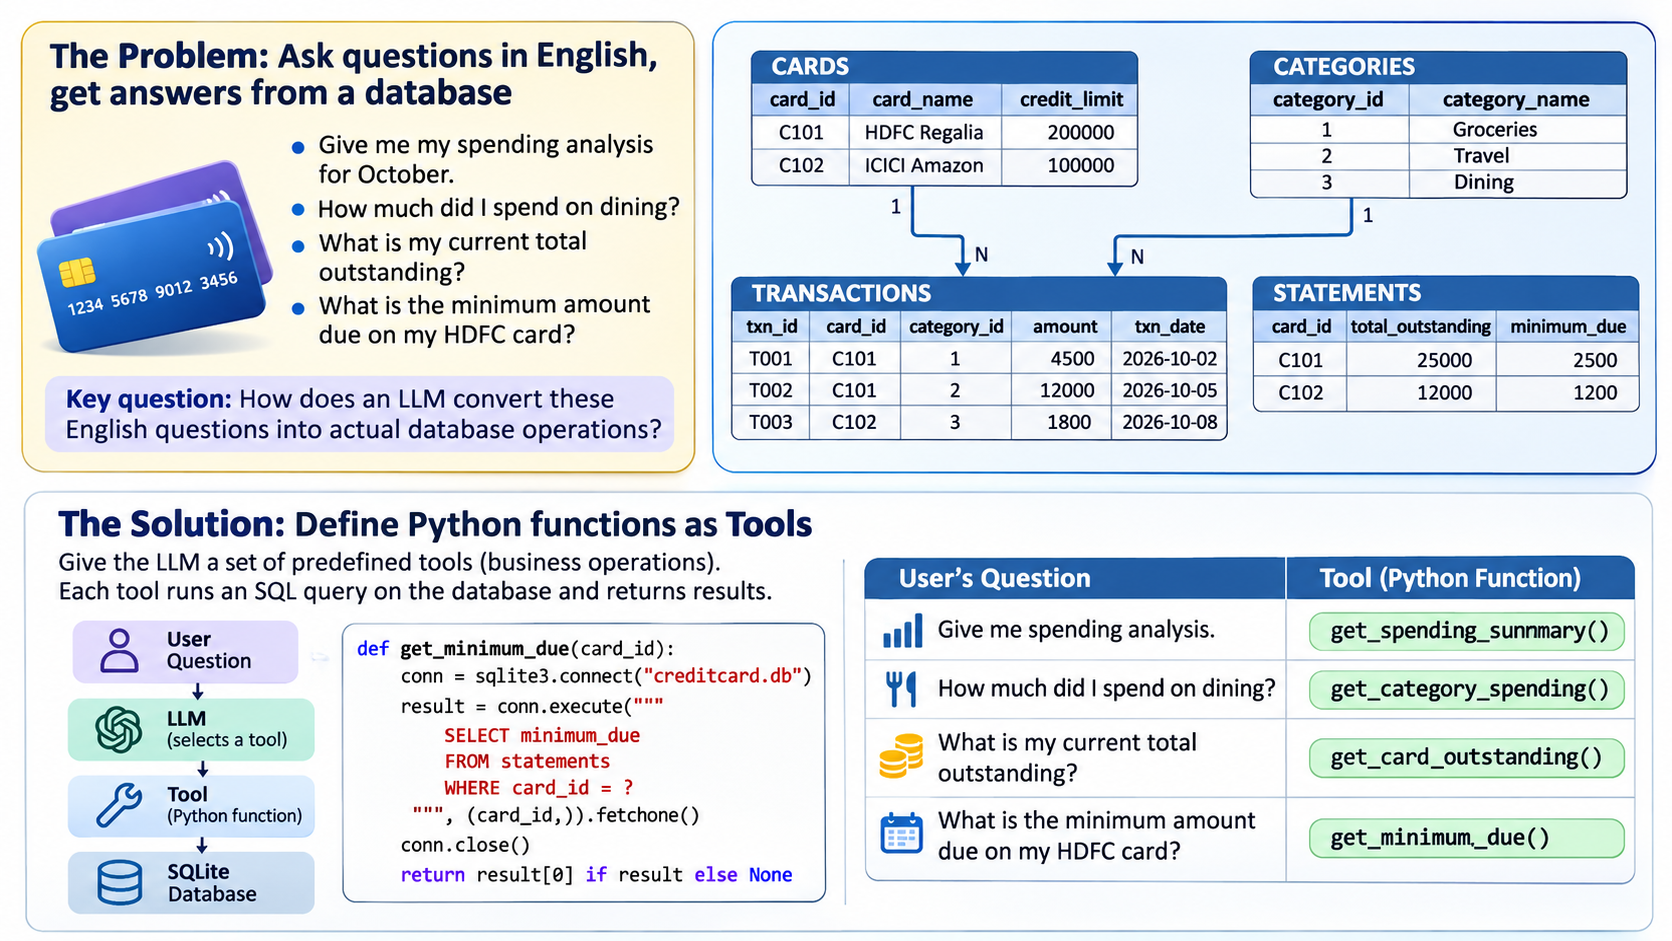 The Problem: Ask questions in English,
get answers from a database
Give me my spending analysis
for October.
How much did I spend on dining?
What is my current total
outstanding?
What is the minimum amount
due on my HDFC card?
1234 5678 9012 3456
Key question: How does an LLM convert these
English questions into actual database operations?
CARDS
card_id card_name credit_limit
C101 HDFC Regalia 200000
C102 ICICI Amazon 100000
CATEGORIES
category_id category_name
1 Groceries
2 Travel
3 Dining
1
N
1
N
TRANSACTIONS
txn_id card_id category_id amount txn_date
T001 C101 1 4500 2026-10-02
T002 C101 2 12000 2026-10-05
T003 C102 3 1800 2026-10-08
STATEMENTS
card_id total_outstanding minimum_due
C101 25000 2500
C102 12000 1200
The Solution: Define Python functions as Tools
Give the LLM a set of predefined tools (business operations).
Each tool runs an SQL query on the database and returns results.
User
Question
LLM
(selects a tool)
Tool
(Python function)
SQLite
Database
def get_minimum_due(card_id):
conn = sqlite3.connect("creditcard.db")
result = conn.execute("""
SELECT minimum_due
FROM statements
WHERE card_id = ?
""", (card_id,)).fetchone()
conn.close()
return result[0] if result else None
User's Question Tool (Python Function)
Give me spending analysis. get_spending_sunnmary()
How much did I spend on dining? get_category_spending()
What is my current total
outstanding?
get_card_outstanding()
What is the minimum amount
due on my HDFC card?
get_minimum_due()